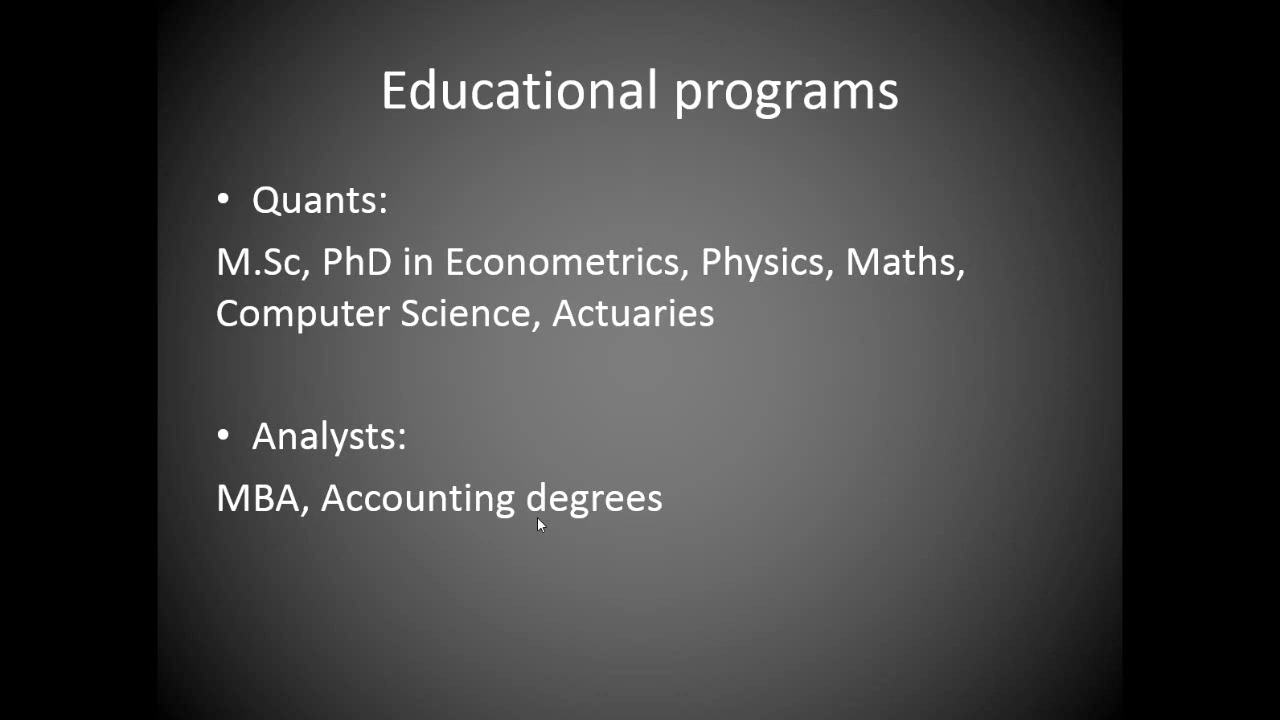 Educational programs
• Quants:
M.Sc, PhD in Econometrics, Physics, Maths,
Computer Science, Actuaries
• Analysts:
MBA, Accounting degrees